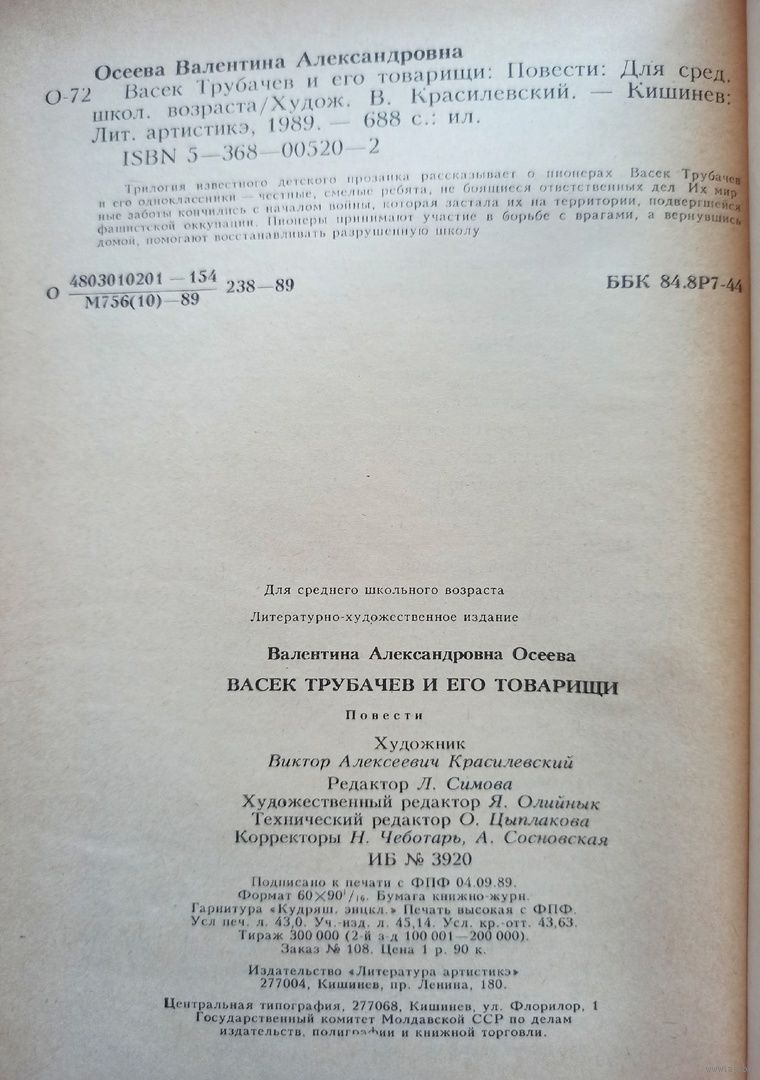 Осеева Валентина Александровна
О-72 Васек Трубачев и его товарищи: Повести: Для сред.
школ. возраста/Худож. В. Красилевский. — Кишинев:
Лит. артистикэ, 1989. — 688 с.: ил.
ISBN 5—368—00520—2
Трилогия известного детского прозаика рассказывает о пионерах Васек Трубачев
и его одноклассники — честные, смелые ребята, не боящиеся ответственных дел Их мир
ные заботы кончились с началом войны, которая застала их на территории, подвергшейся
фашистской оккупации. Пионеры принимают участие в борьбе с врагами, а вернувшись
домой, помогают восстанавливать разрушенную школу
О 4803010201 — 154
М756(10)—89
238—89
ББК 84.8Р7-44
Для среднего школьного возраста
Литературно-художественное издание
Валентина Александровна Осеева
ВАСЕК ТРУБАЧЕВ И ЕГО ТОВАРИЩИ
Повести
Художник
Виктор Алексеевич Красилевский
Редактор Л. Симова
Художественный редактор Я. Олийнык
Технический редактор О. Цыплакова
Корректоры Н. Чеботарь, А. Сосновская
ИБ № 3920
Подписано к печати с ФПФ 04.09.89.
Формат 60×90¹/₁₆. Бумага книжно-журн.
Гарнитура «Кудряш. энцкл.» Печать высокая с ФПФ.
Усл печ. л. 43,0. Уч.-изд. л. 45,14. Усл. кр.-отт. 43,63.
Тираж 300 000 (2-й з-д 100 001—200 000).
Заказ № 108. Цена 1 р. 90 к.
Издательство «Литература артистикэ»
277004, Кишинев, пр. Ленина, 180.
Центральная типография, 277068, Кишинев, ул. Флорилор, 1
Государственный комитет Молдавской ССР по делам
издательств, полиграфии и книжной торговли.